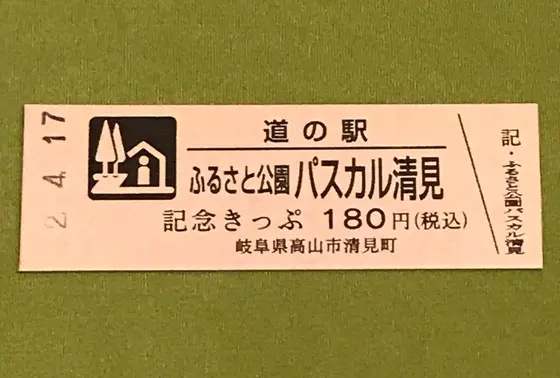 2.4.17
道の駅
ふるさと公園パスカル清見
記念きっぷ 180円(税込)
岐阜県高山市清見町
記・ふるさと公園パスカル清見